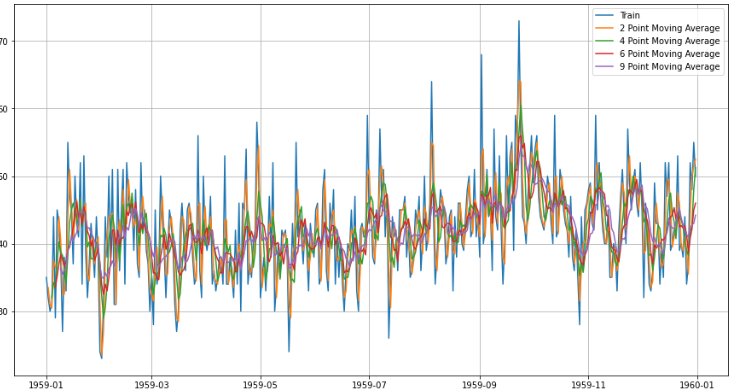 Train
2 Point Moving Average
4 Point Moving Average
6 Point Moving Average
9 Point Moving Average
70
60
50
40
30
1959-01 1959-03 1959-05 1959-07 1959-09 1959-11 1960-01